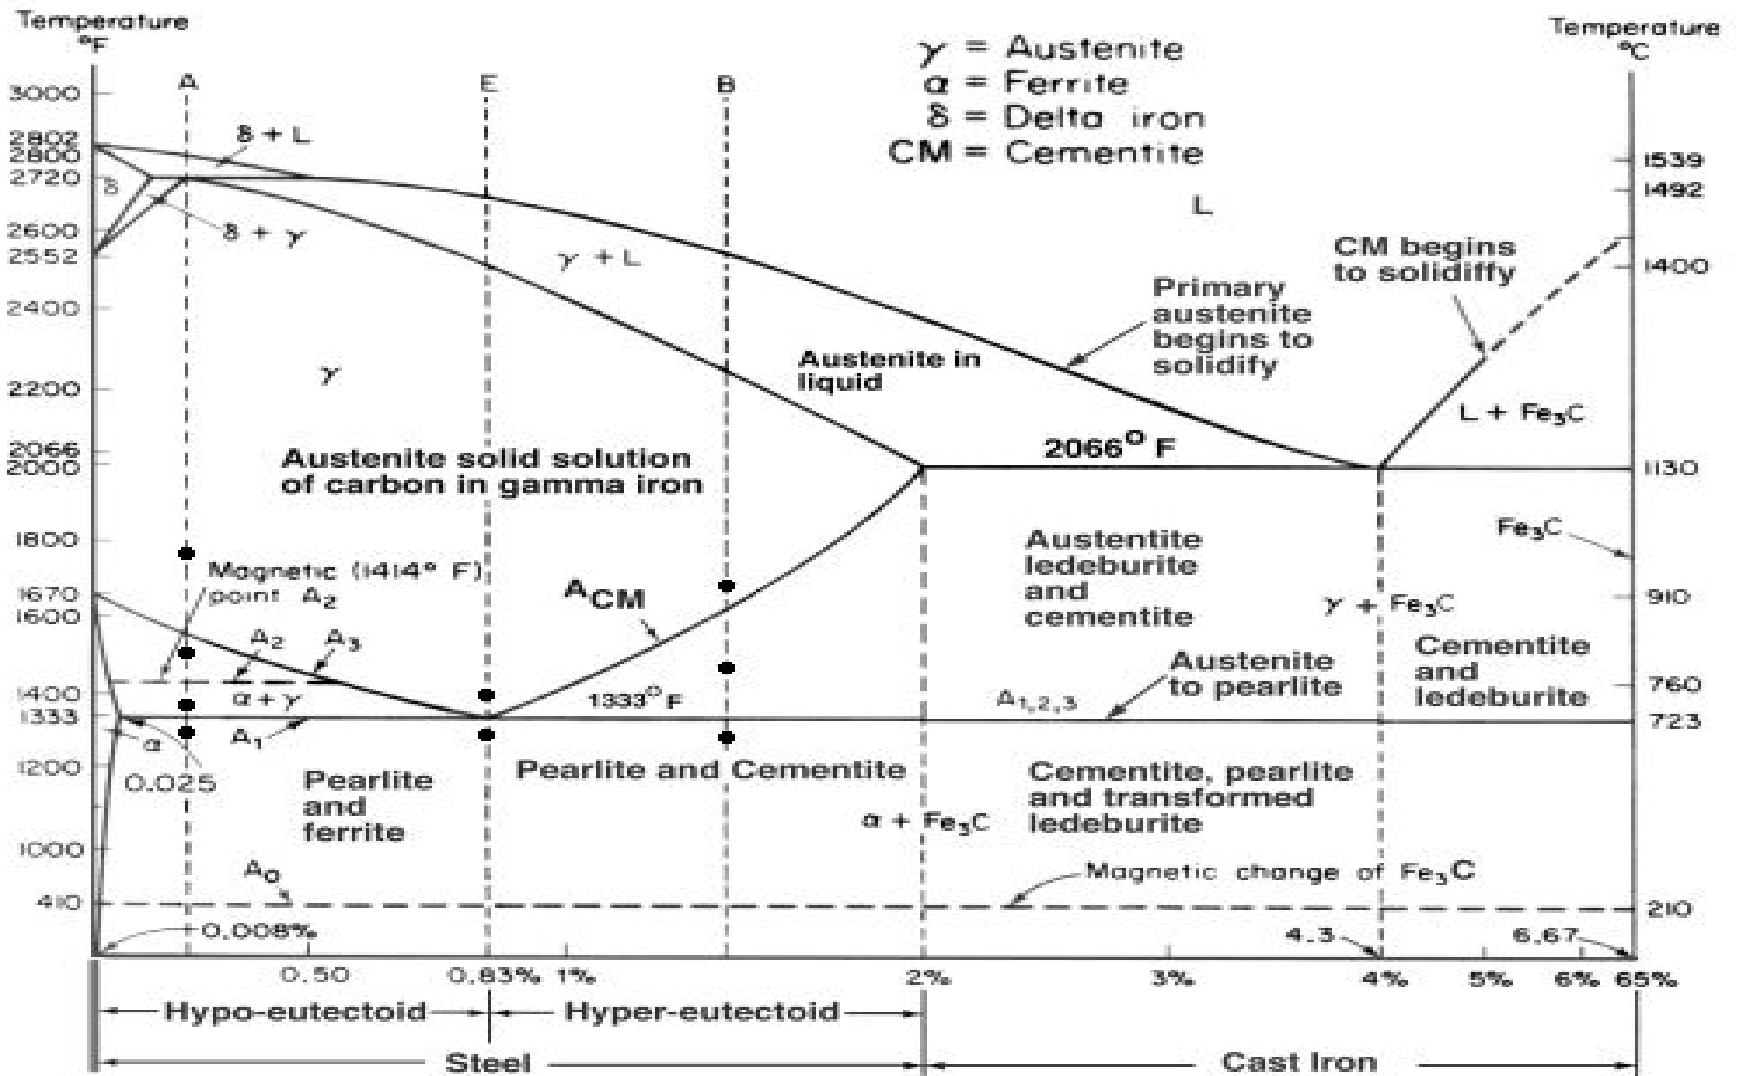 Temperature
°F
Temperature
°C
γ = Austenite
α = Ferrite
δ = Delta iron
CM = Cementite
A
E
B
3000
2802
2800
2720
2600
2552
2400
2200
2066
2000
1800
1670
1600
1400
1333
1200
1000
410
1539
1492
1400
1130
910
760
723
210
δ + L
δ
δ + γ
γ + L
L
CM begins
to solidiffy
Primary
austenite
begins to
solidify
Austenite in
liquid
γ
L + Fe₃C
2066° F
Austenite solid solution
of carbon in gamma iron
Fe₃C
Austentite
ledeburite
and
cementite
Magnetic (1414° F)
point A₂
A CM
γ + Fe₃C
A₂
A₃
Cementite
and
ledeburite
Austenite
to pearlite
α+γ
1333° F
A₁,₂,₃
α
A₁
0.025
Pearlite
and
ferrite
Pearlite and Cementite
Cementite, pearlite
and transformed
ledeburite
α + Fe₃C
A₀
Magnetic change of Fe₃C
0.008%
4.3
6.67
0.50
0.83%
1%
2%
3%
4%
5%
6%
65%
Hypo-eutectoid
Hyper-eutectoid
Steel
Cast Iron